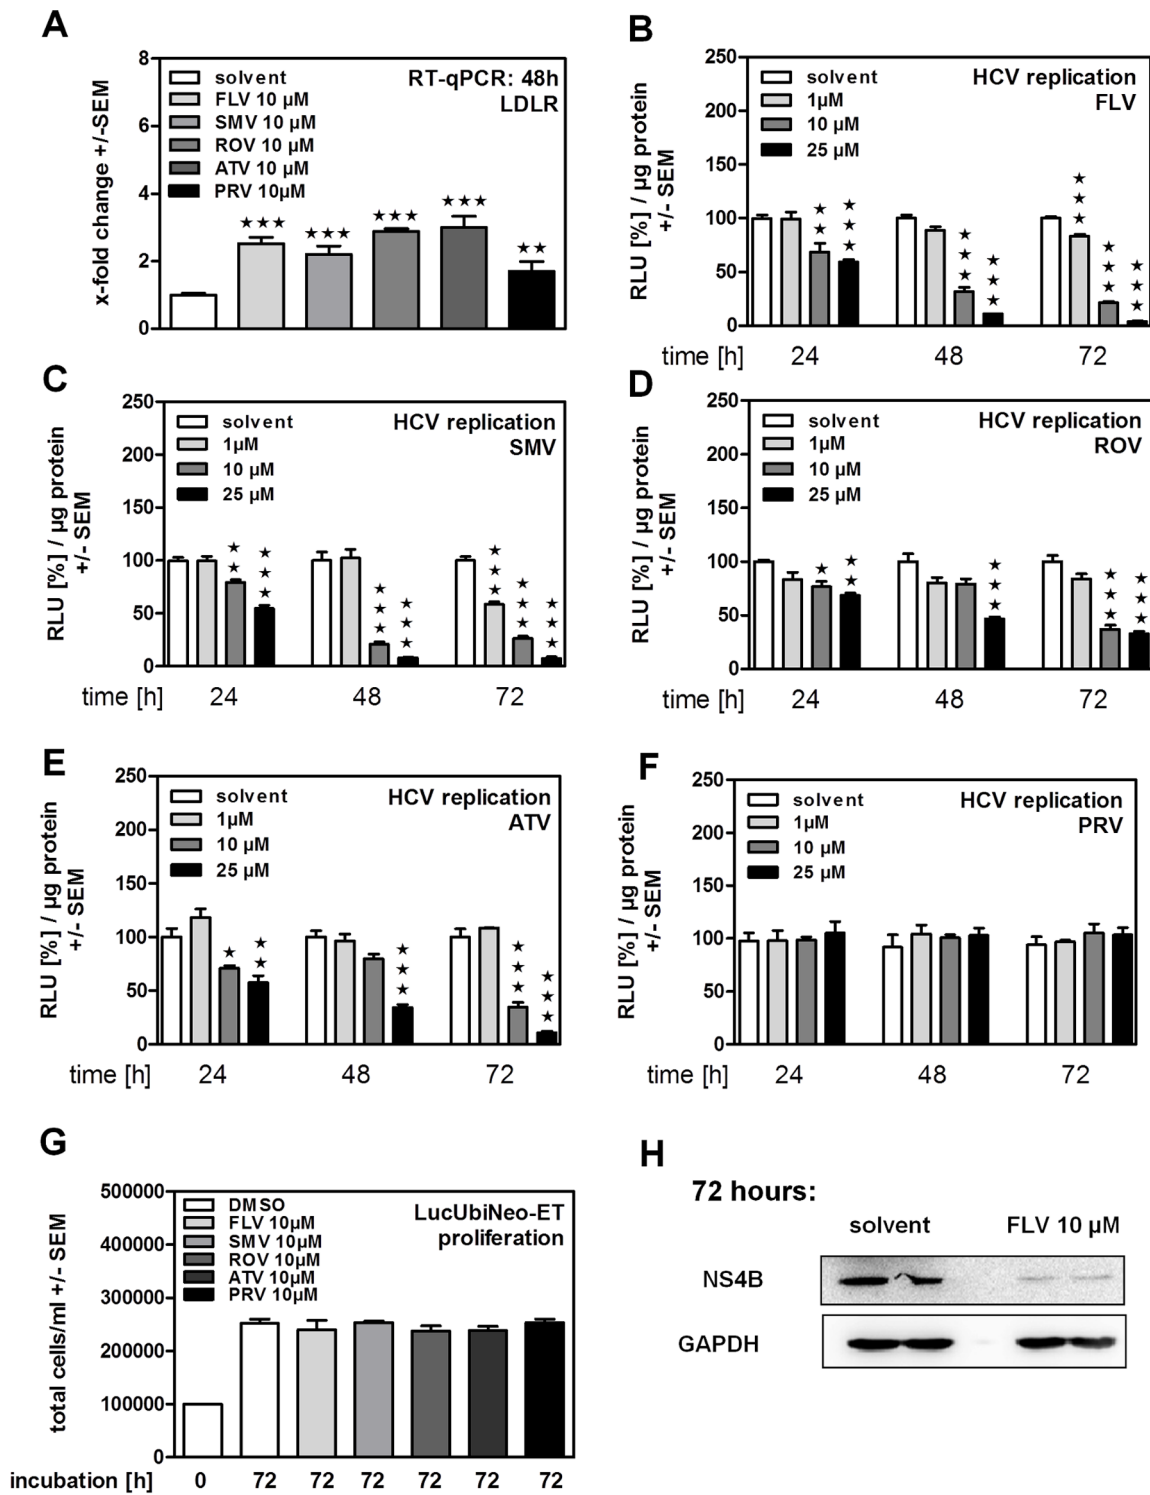 A
x-fold change +/-SEM
8
6
4
2
0
solvent
FLV 10 µM
SMV 10 µM
ROV 10 µM
ATV 10 µM
PRV 10µM
RT-qPCR: 48h
LDLR
★★★
★★★
★★★
★★★
★★
B
RLU [%] / µg protein
+/- SEM
250
200
150
100
50
0
solvent
1µM
10 µM
25 µM
HCV replication
FLV
★★
★★★
★★★
★★★
★★★
★★★
★★★
time [h] 24 48 72
C
RLU [%] / µg protein
+/- SEM
250
200
150
100
50
0
solvent
1µM
10 µM
25 µM
HCV replication
SMV
★★
★★★
★★★
★★★
★★★
★★★
★★★
time [h] 24 48 72
D
RLU [%] / µg protein
+/- SEM
250
200
150
100
50
0
solvent
1µM
10 µM
25 µM
HCV replication
ROV
★
★★
★★★
★★★
★★★
time [h] 24 48 72
E
RLU [%] / µg protein
+/- SEM
250
200
150
100
50
0
solvent
1µM
10 µM
25 µM
HCV replication
ATV
★
★★
★★★
★★★
★★★
time [h] 24 48 72
F
RLU [%] / µg protein
+/- SEM
250
200
150
100
50
0
solvent
1µM
10 µM
25 µM
HCV replication
PRV
time [h] 24 48 72
G
total cells/ml +/- SEM
500000
400000
300000
200000
100000
0
DMSO
FLV 10µM
SMV 10µM
ROV 10µM
ATV 10µM
PRV 10µM
LucUbiNeo-ET
proliferation
incubation [h] 0 72 72 72 72 72 72
H
72 hours:
solvent FLV 10 µM
NS4B
GAPDH